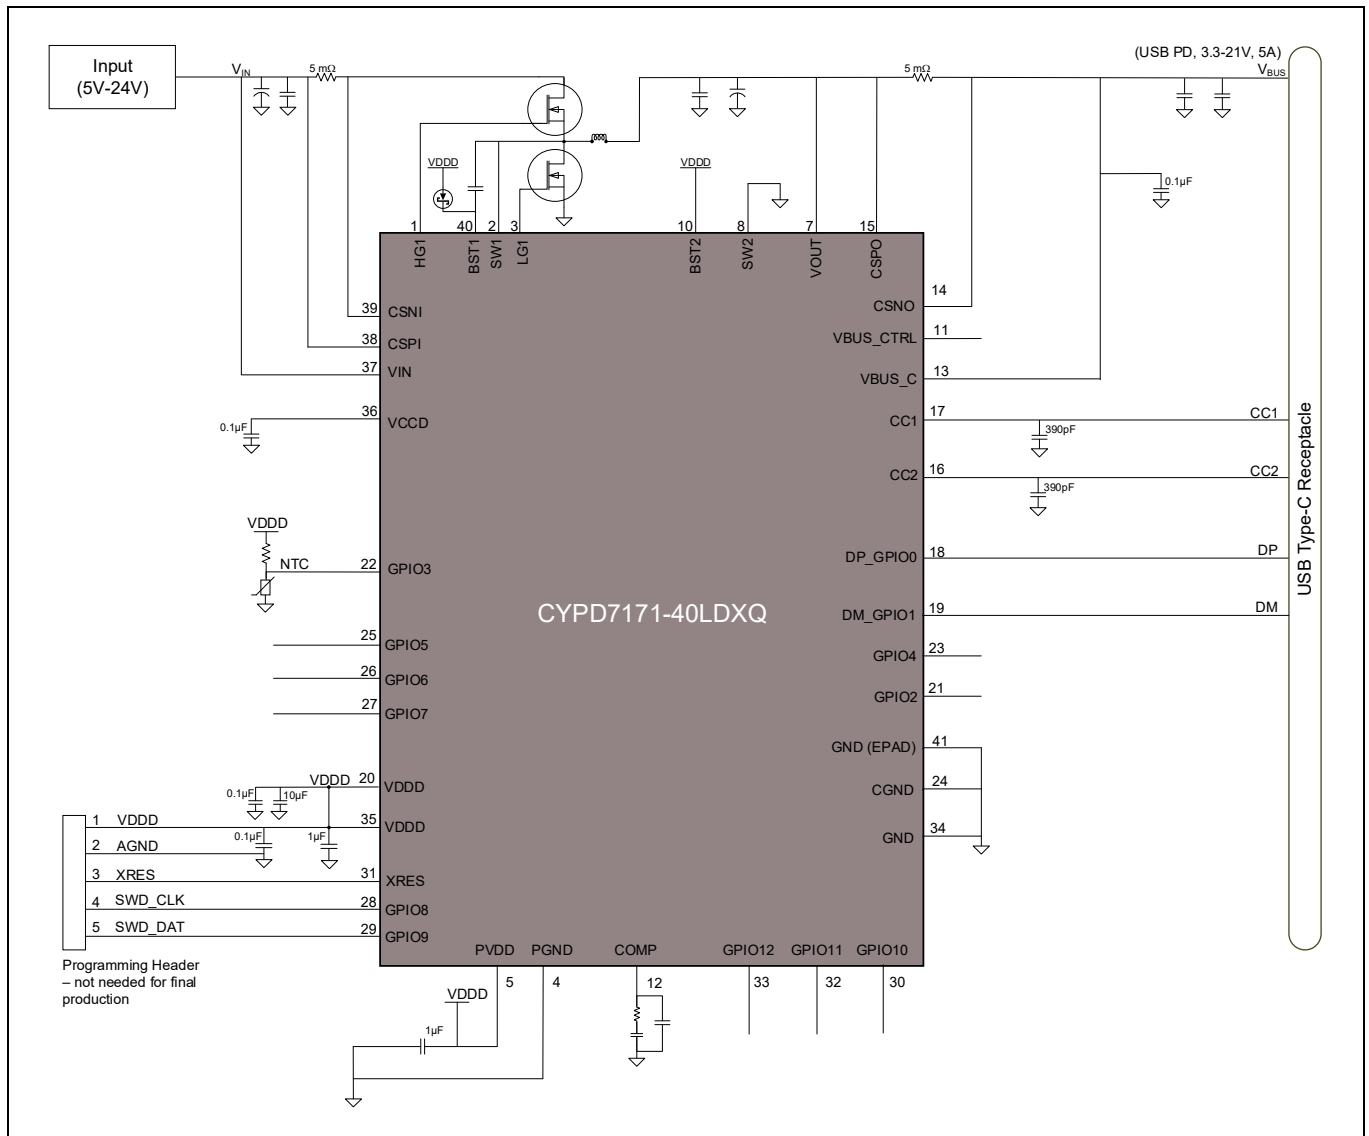 Input
(5V-24V)
VIN
5 mΩ
5 mΩ
(USB PD, 3.3-21V, 5A)
VBUS
VDDD
VDDD
0.1µF
1
40
2
3
10
8
7
15
HG1
BST1
SW1
LG1
BST2
SW2
VOUT
CSPO
39
CSNI
38
CSPI
37
VIN
36
VCCD
0.1µF
VDDD
NTC
22
GPIO3
25
GPIO5
26
GPIO6
27
GPIO7
VDDD
20
VDDD
0.1µF
10µF
35
VDDD
0.1µF
1µF
1
VDDD
2
AGND
3
XRES
31
XRES
4
SWD_CLK
28
GPIO8
5
SWD_DAT
29
GPIO9
Programming Header
– not needed for final
production
CYPD7171-40LDXQ
14
CSNO
VBUS_CTRL
11
VBUS_C
13
CC1
17
CC1
390pF
CC2
16
CC2
390pF
DP_GPIO0
18
DP
DM_GPIO1
19
DM
GPIO4
23
GPIO2
21
GND (EPAD)
41
CGND
24
GND
34
USB Type-C Receptacle
PVDD
PGND
COMP
GPIO12
GPIO11
GPIO10
5
4
12
33
32
30
VDDD
1µF